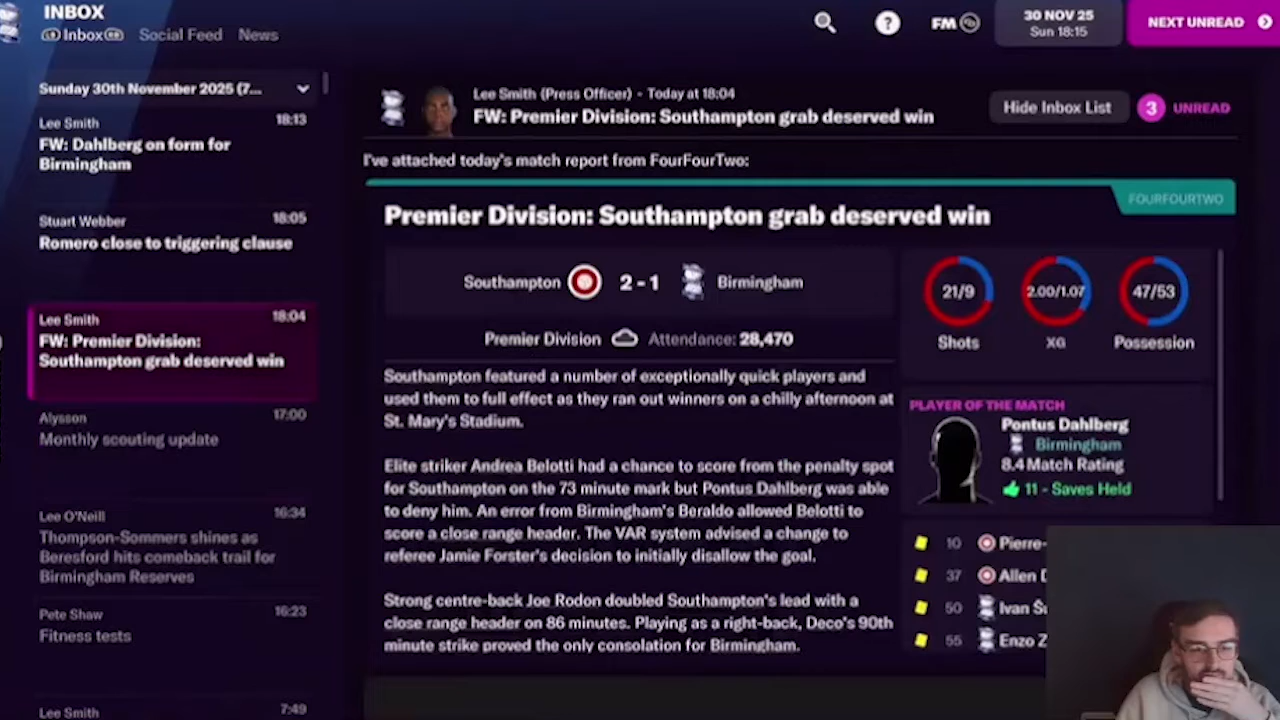 INBOX
Inbox
Social Feed
News
FM
30 NOV 25
Sun 18:15
NEXT UNREAD
Sunday 30th November 2025 (7...
Lee Smith
18:13
FW: Dahlberg on form for
Birmingham
Stuart Webber
18:05
Romero close to triggering clause
Lee Smith
18:04
FW: Premier Division:
Southampton grab deserved win
Alysson
17:00
Monthly scouting update
Lee O'Neill
16:34
Thompson-Sommers shines as
Beresford hits comeback trail for
Birmingham Reserves
Pete Shaw
16:23
Fitness tests
Lee Smith
7:49
Lee Smith (Press Officer) - Today at 18:04
FW: Premier Division: Southampton grab deserved win
Hide Inbox List
3 UNREAD
I've attached today's match report from FourFourTwo:
FOURFOURTWO
Premier Division: Southampton grab deserved win
Southampton 2 - 1 Birmingham
Premier Division Attendance: 28,470
Southampton featured a number of exceptionally quick players and
used them to full effect as they ran out winners on a chilly afternoon at
St. Mary's Stadium.
Elite striker Andrea Belotti had a chance to score from the penalty spot
for Southampton on the 73 minute mark but Pontus Dahlberg was able
to deny him. An error from Birmingham's Beraldo allowed Belotti to
score a close range header. The VAR system advised a change to
referee Jamie Forster's decision to initially disallow the goal.
Strong centre-back Joe Rodon doubled Southampton's lead with a
close range header on 86 minutes. Playing as a right-back, Deco's 90th
minute strike proved the only consolation for Birmingham.
21/9
2.00/1.07
47/53
Shots
XG
Possession
PLAYER OF THE MATCH
Pontus Dahlberg
Birmingham
8.4 Match Rating
11 - Saves Held
10 Pierre-
37 Allen
50 Ivan
55 Enzo Z